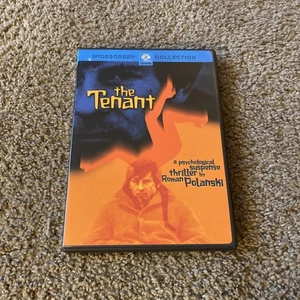 WIDESCREEN COLLECTION
the
Tenant
a psychological
suspense
thriller by
Roman Polanski